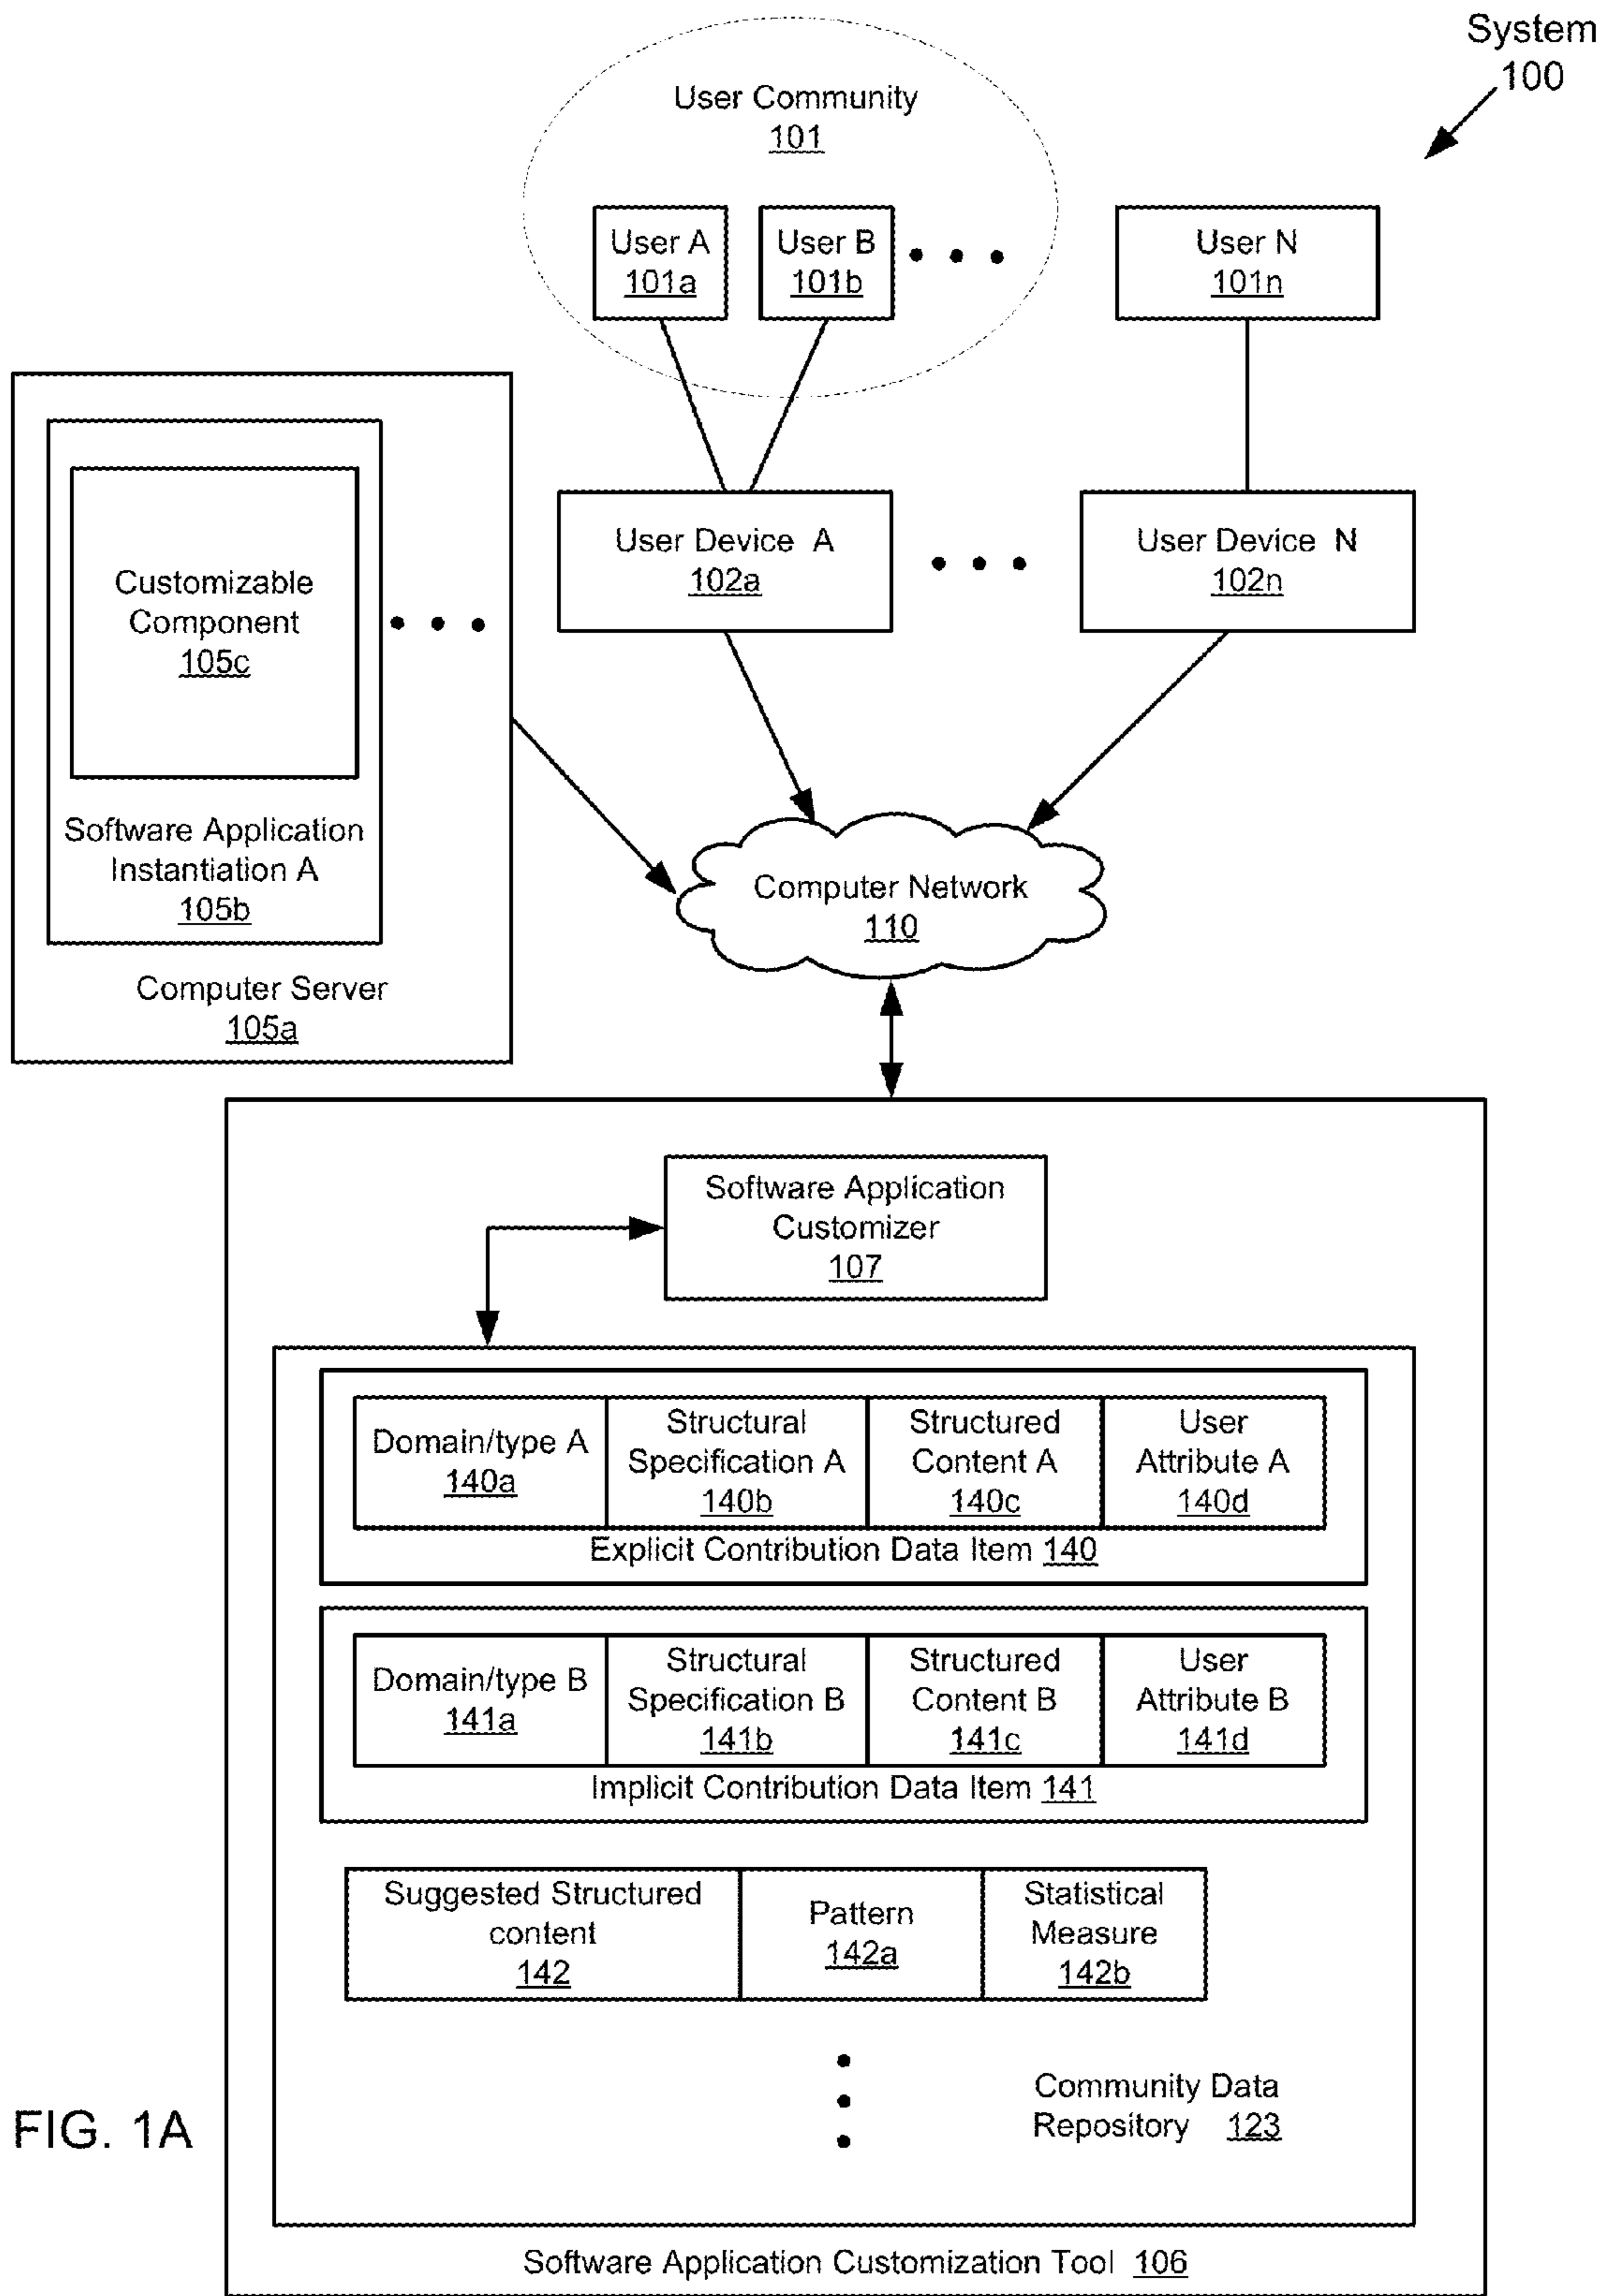 System
100
User Community
101
User A
101a
User B
101b
User N
101n
User Device A
102a
User Device N
102n
Customizable
Component
105c
Software Application
Instantiation A
105b
Computer Server
105a
Computer Network
110
Software Application
Customizer
107
Domain/type A
140a
Structural
Specification A
140b
Structured
Content A
140c
User
Attribute A
140d
Explicit Contribution Data Item 140
Domain/type B
141a
Structural
Specification B
141b
Structured
Content B
141c
User
Attribute B
141d
Implicit Contribution Data Item 141
Suggested Structured
content
142
Pattern
142a
Statistical
Measure
142b
Community Data
Repository 123
FIG. 1A
Software Application Customization Tool 106